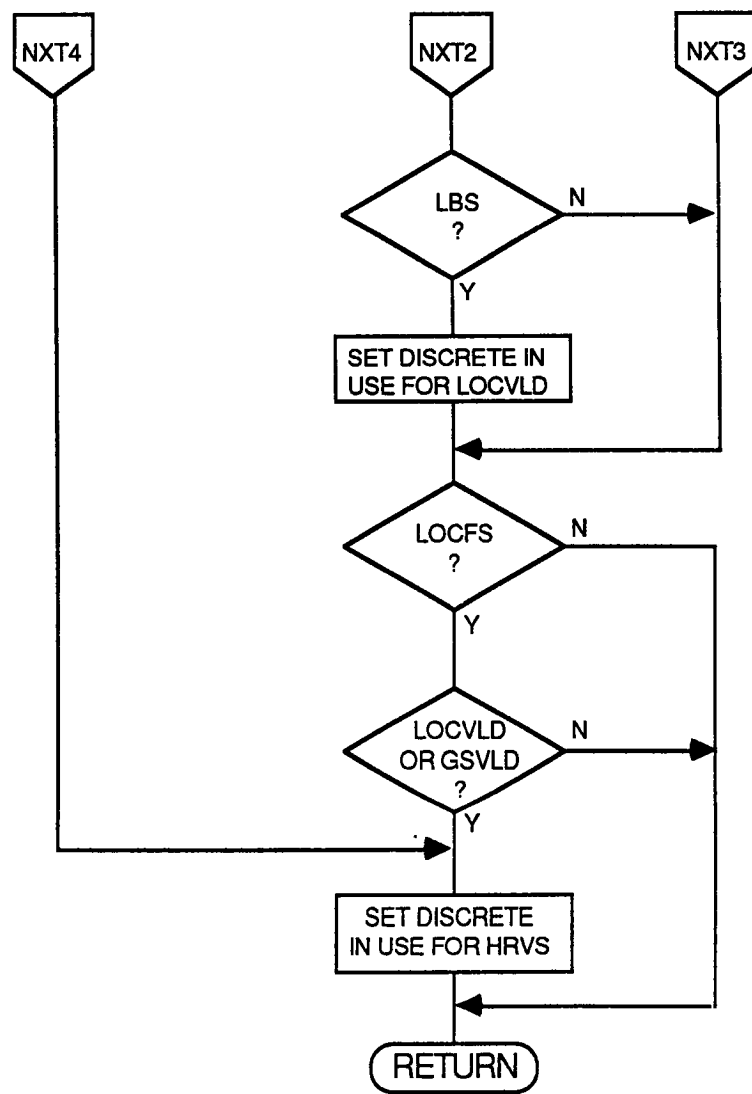 NXT4
NXT2
NXT3
LBS
?
N
Y
SET DISCRETE IN
USE FOR LOCVLD
LOCFS
?
N
Y
LOCVLD
OR GSVLD
?
N
Y
SET DISCRETE
IN USE FOR HRVS
RETURN